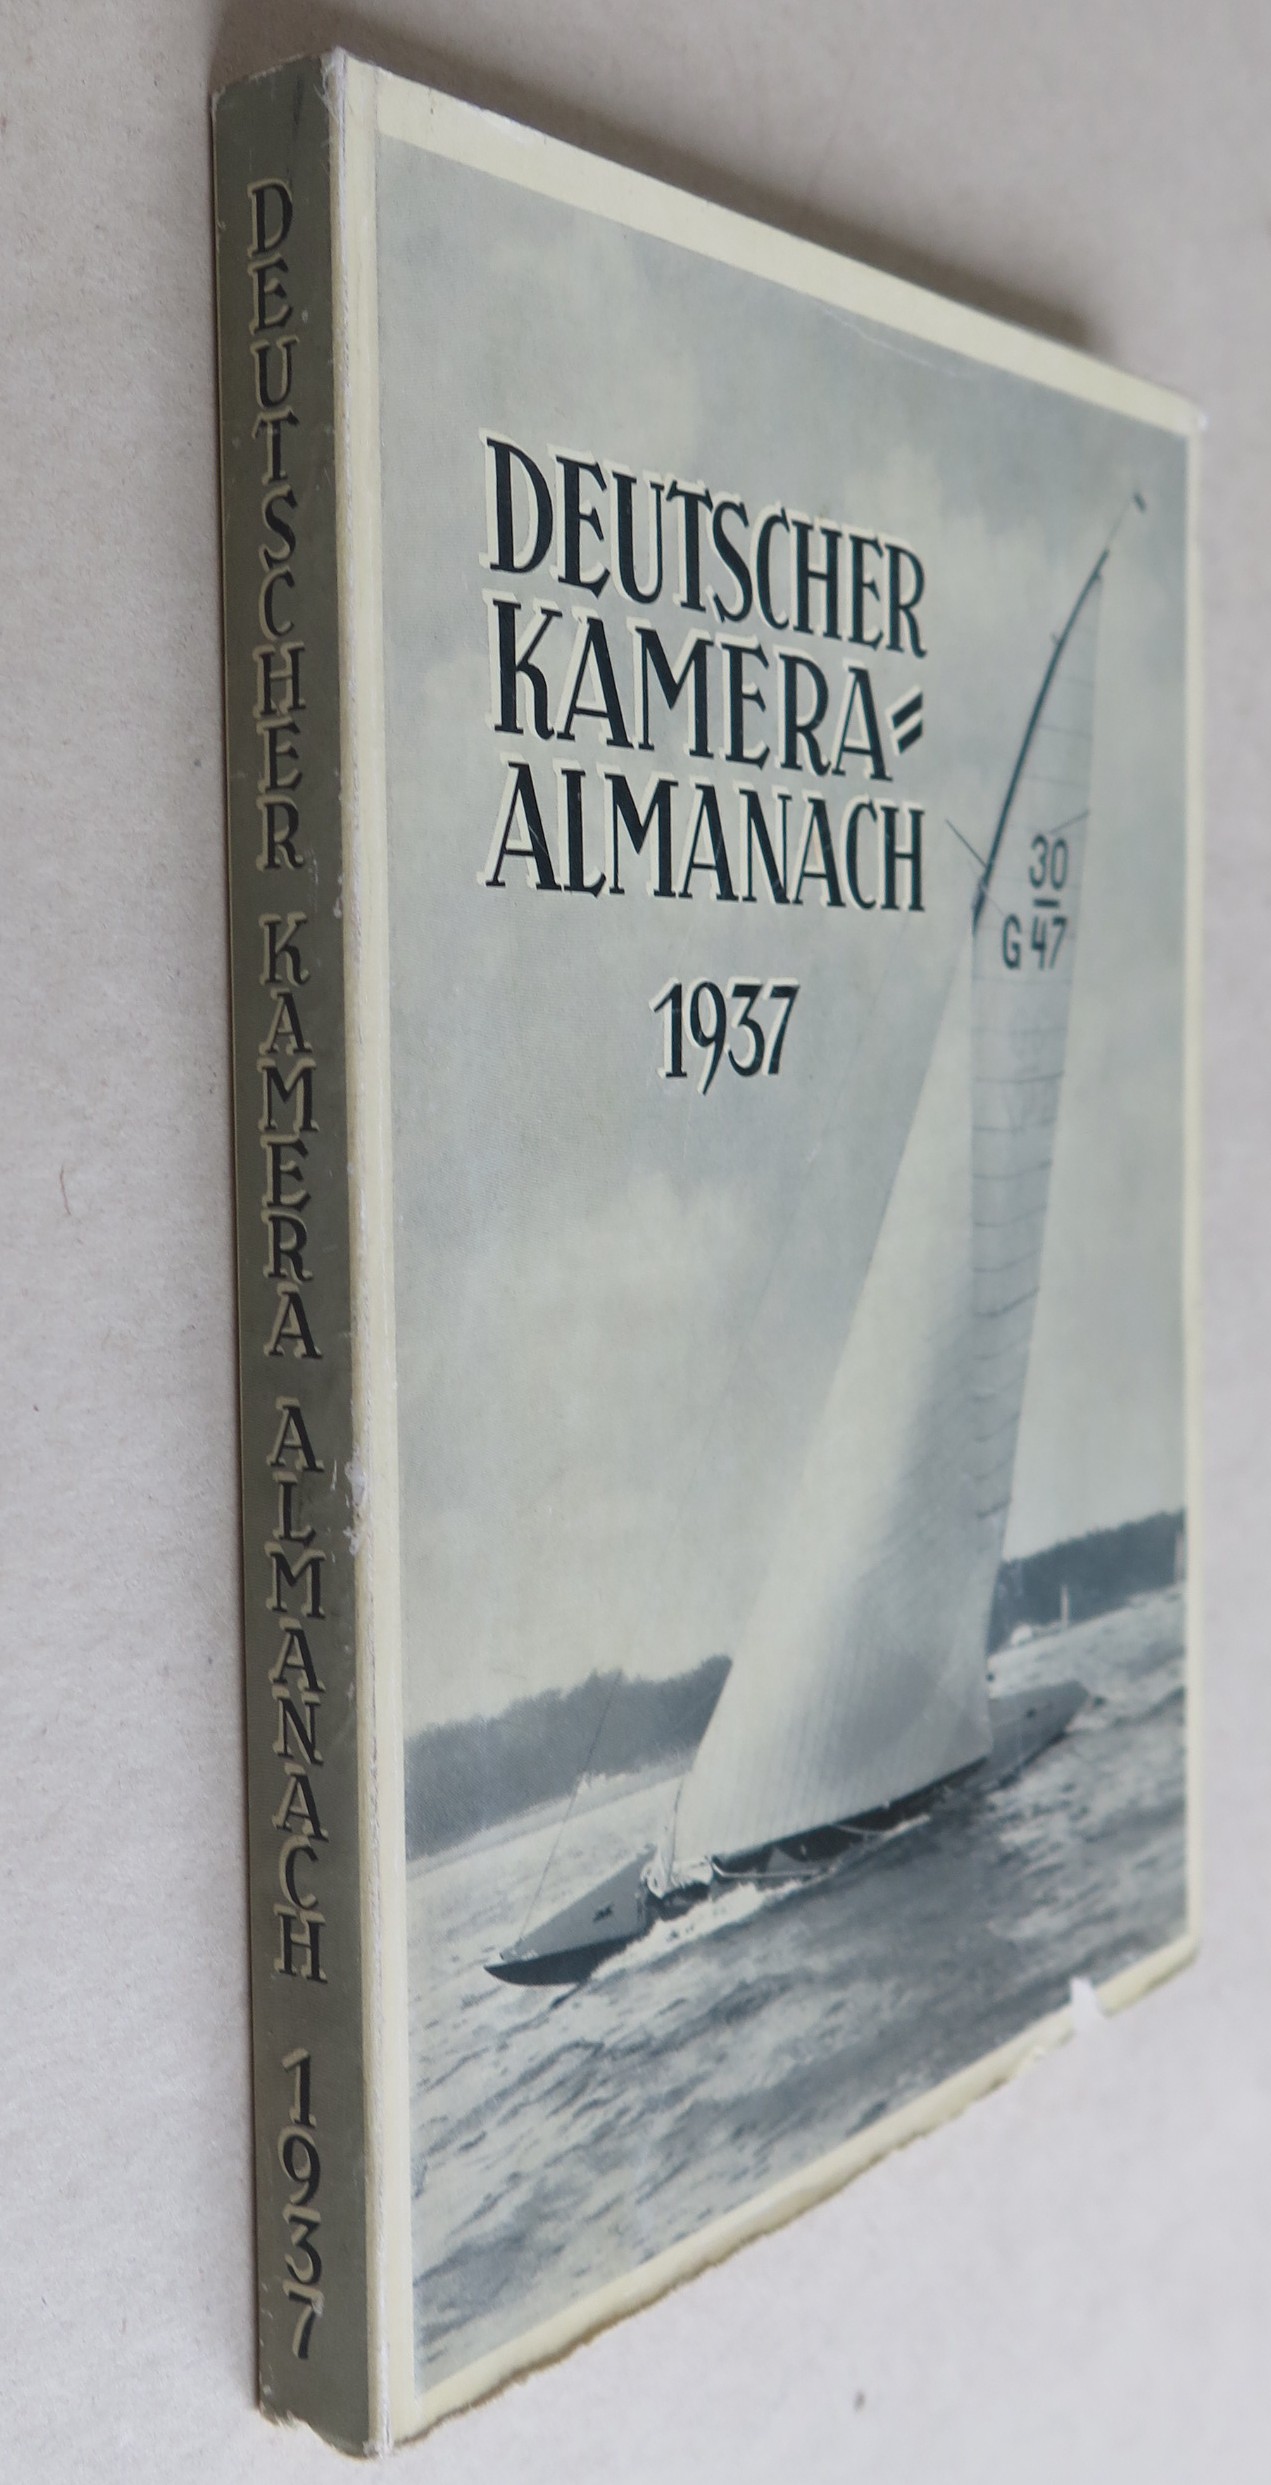 DEUTSCHER KAMERA ALMANACH 1937
DEUTSCHER
KAMERA=
ALMANACH
1937
30
G 47